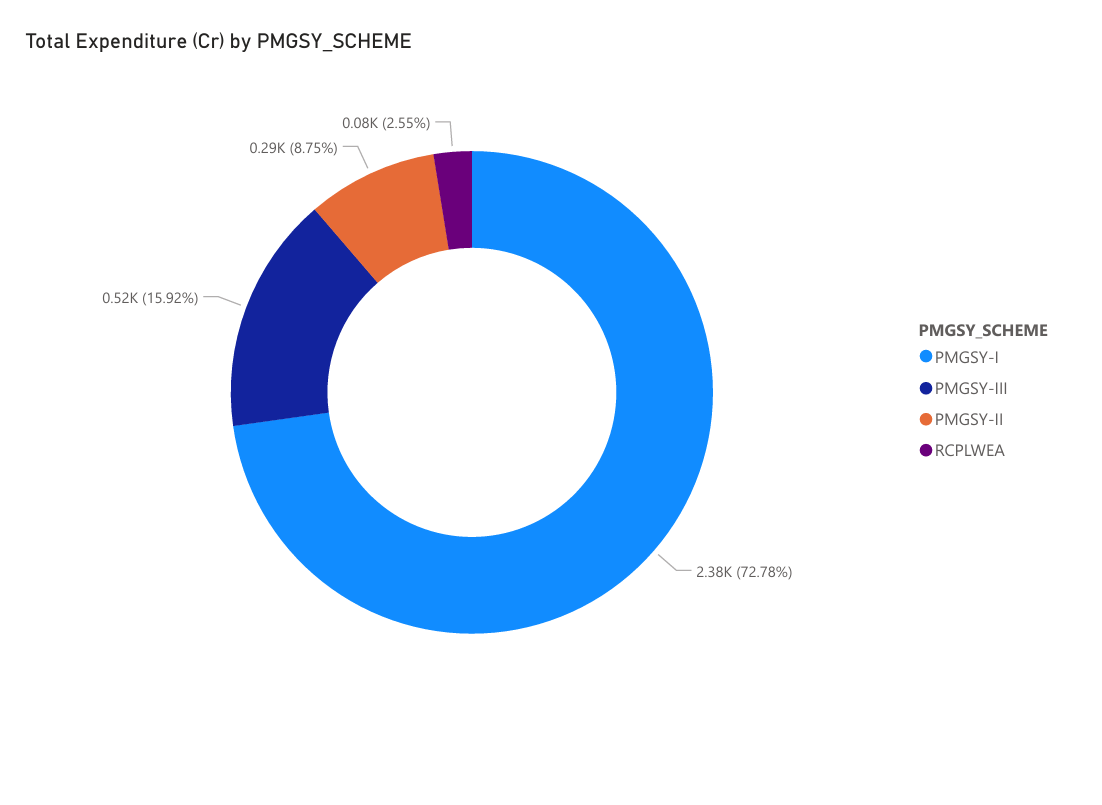 Total Expenditure (Cr) by PMGSY_SCHEME
0.08K (2.55%)
0.29K (8.75%)
0.52K (15.92%)
2.38K (72.78%)
PMGSY_SCHEME
PMGSY-I
PMGSY-III
PMGSY-II
RCPLWEA